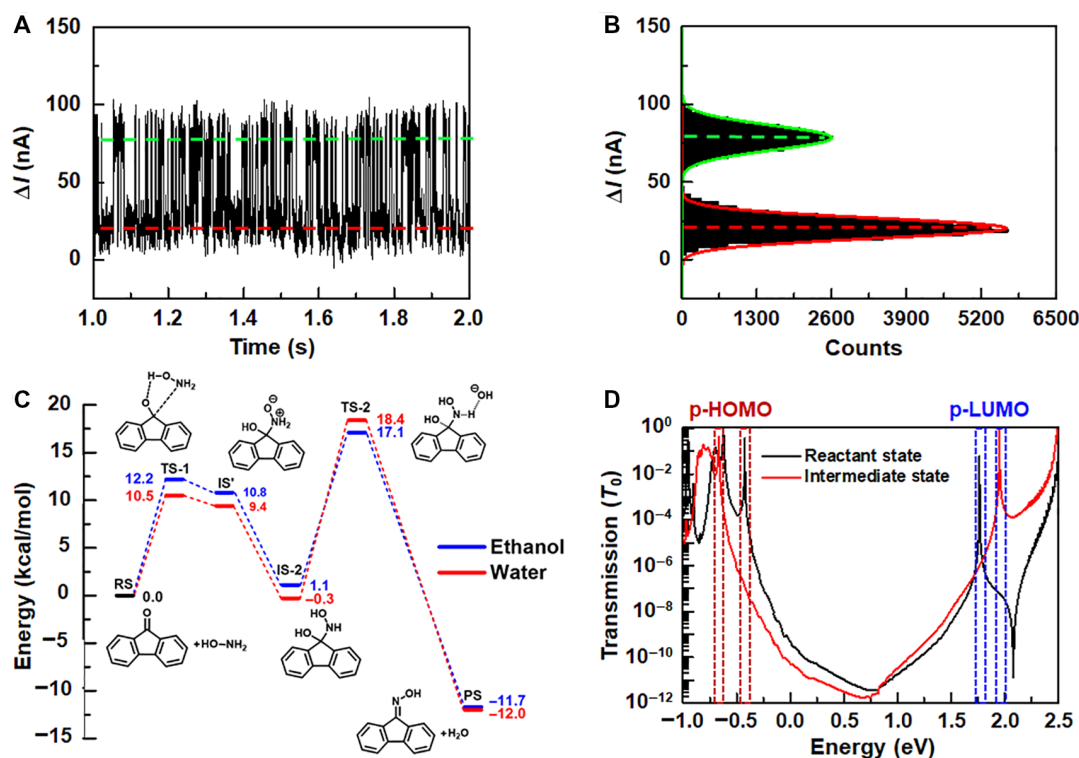 A
150
100
50
0
ΔI (nA)
1.0 1.2 1.4 1.6 1.8 2.0
Time (s)
B
150
100
50
0
ΔI (nA)
0 1300 2600 3900 5200 6500
Counts
C
20
15
10
5
0
−5
−10
−15
Energy (kcal/mol)
H-O
NH2
O
TS-1
12.2
10.5
O⊖
HO NH2
⊕
IS'
10.8
9.4
TS-2
18.4
17.1
HO ⊖OH
HO N-H
Ethanol
Water
RS
0.0
1.1
−0.3
IS-2
O
+HO−NH2
HO
HO NH
N OH
+H2O
PS
−11.7
−12.0
D
p-HOMO p-LUMO
10^0
10^−2
10^−4
10^−6
10^−8
10^−10
10^−12
Transmission (T0)
Reactant state
Intermediate state
−1.0 −0.5 0.0 0.5 1.0 1.5 2.0 2.5
Energy (eV)